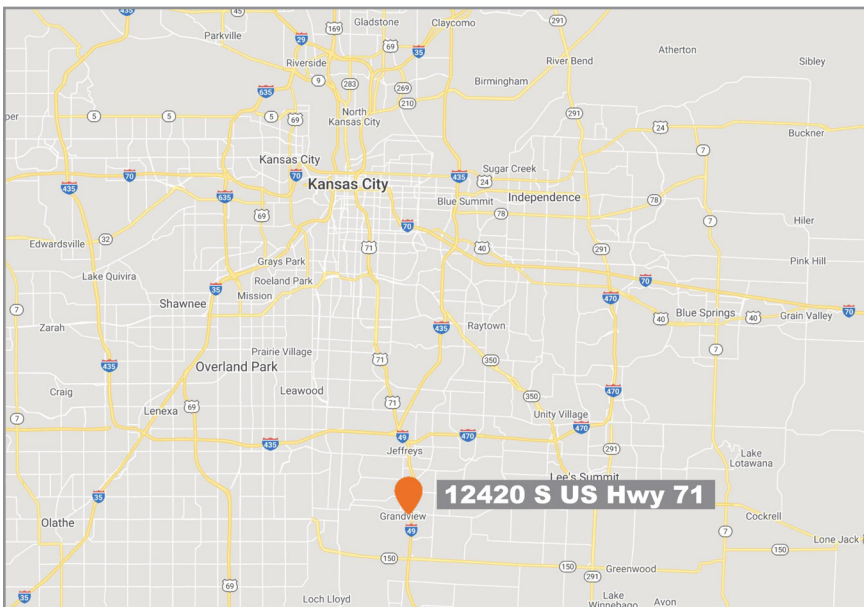 435
45
Gladstone
Claycomo
291
Parkville
169
69
29
35
Atherton
Riverside
River Bend
Sibley
9
283
269
Birmingham
635
210
291
5
5
5
69
North
Kansas City
24
Buckner
Kansas City
7
Sugar Creek
435
70
70
Kansas City
435
24
635
Blue Summit
Independence
78
69
78
7
Hiler
70
32
Edwardsville
71
40
291
Grays Park
Pink Hill
Lake Quivira
Roeland Park
70
35
Mission
470
Shawnee
7
Blue Springs
70
40
40
Grain Valley
Zarah
435
Raytown
Prairie Village
7
71
350
435
Overland Park
Craig
Leawood
470
350
71
Lenexa
69
Unity Village
7
470
49
470
435
291
Jeffreys
Lake
Lotawana
Lee's Summit
12420 S US Hwy 71
35
Grandview
Cockrell
Olathe
49
7
Lone Jack
150
150
150
Greenwood
291
69
35
Loch Lloyd
Lake
Winnebago
Avon